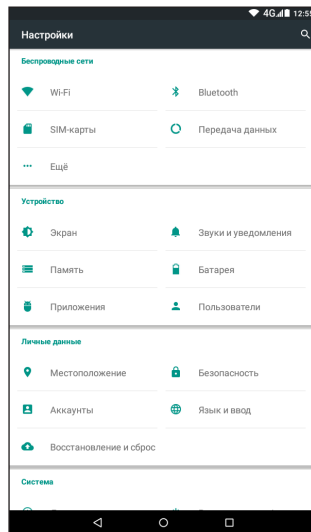 4G 12:55
Настройки
Беспроводные сети
Wi-Fi
Bluetooth
SIM-карты
Передача данных
Ещё
Устройство
Экран
Звуки и уведомления
Память
Батарея
Приложения
Пользователи
Личные данные
Местоположение
Безопасность
Аккаунты
Язык и ввод
Восстановление и сброс
Система